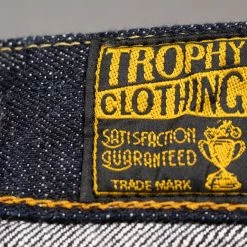 TROPHY
CLOTHING
SATISFACTION
GUARANTEED
TRADE MARK